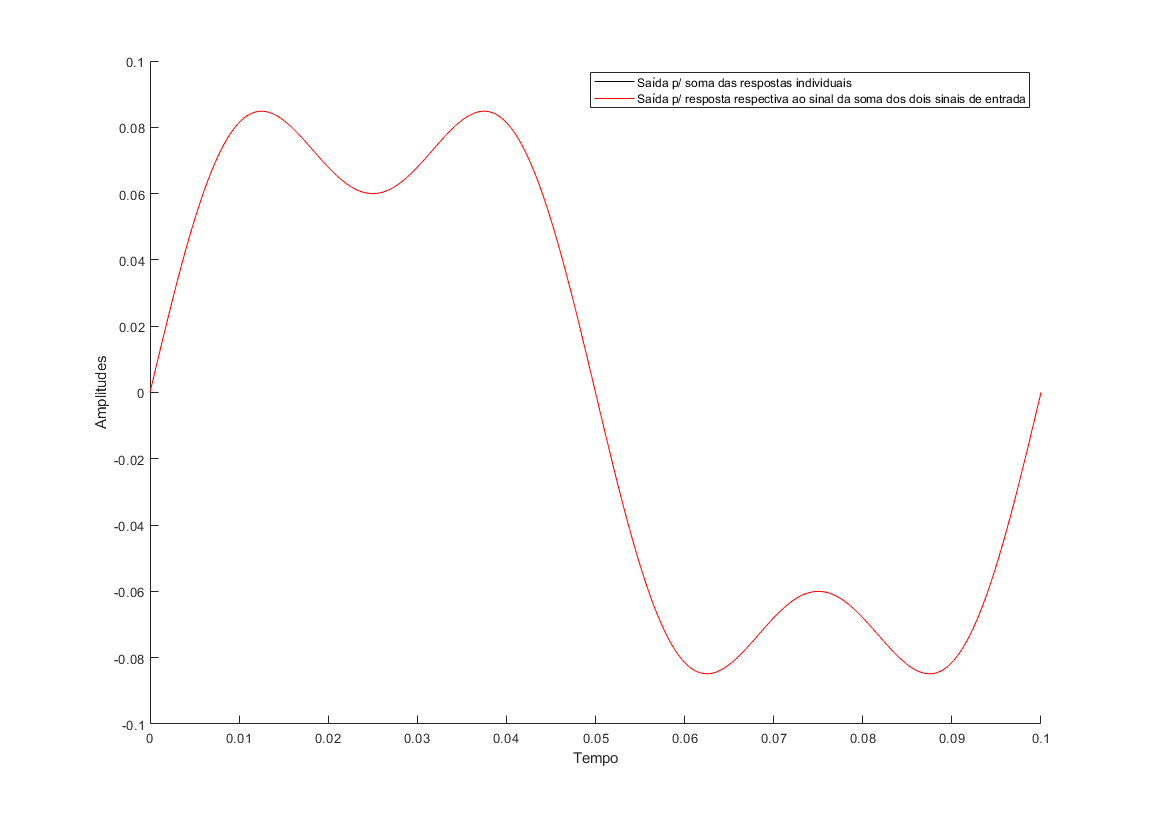 Saída p/ soma das respostas individuais
Saída p/ resposta respectiva ao sinal da soma dos dois sinais de entrada
0.1
0.08
0.06
0.04
0.02
0
-0.02
-0.04
-0.06
-0.08
-0.1
Amplitudes
0 0.01 0.02 0.03 0.04 0.05 0.06 0.07 0.08 0.09 0.1
Tempo